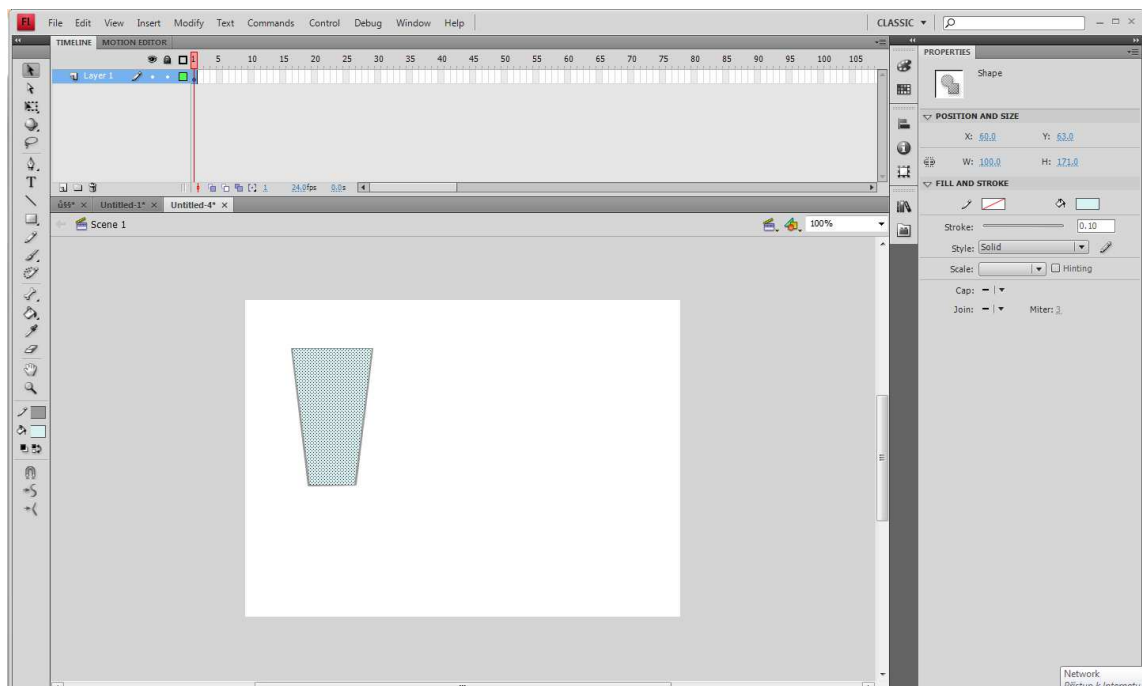 FL File Edit View Insert Modify Text Commands Control Debug Window Help CLASSIC
TIMELINE MOTION EDITOR
1 5 10 15 20 25 30 35 40 45 50 55 60 65 70 75 80 85 90 95 100 105
Layer 1
1 24.0fps 0.0s
Untitled-1* × Untitled-4* ×
Scene 1 100%
T
PROPERTIES
Shape
POSITION AND SIZE
X: 60.0 Y: 63.0
W: 100.0 H: 171.0
FILL AND STROKE
Stroke: 0.10
Style: Solid
Scale: Hinting
Cap:
Join: Miter: 3
Network
Přístup k Internetu